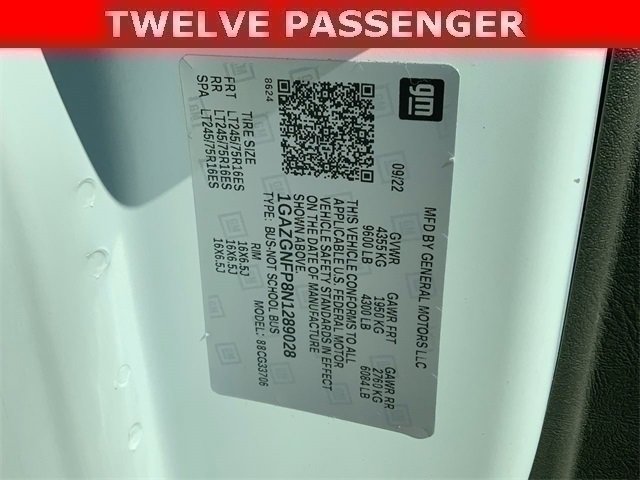 TWELVE PASSENGER
gm
MFD BY GENERAL MOTORS LLC
09/22
GVWR GAWR FRT GAWR RR
4355 KG 1950 KG 2760 KG
9600 LB 4300 LB 6084 LB
THIS VEHICLE CONFORMS TO ALL
APPLICABLE U.S. FEDERAL MOTOR
VEHICLE SAFETY STANDARDS IN EFFECT
ON THE DATE OF MANUFACTURE
SHOWN ABOVE.
1GAZGNFP8N1289028
TYPE: BUS-NOT SCHOOL BUS
MODEL: 88CG33706
8624
TIRE SIZE RIM
FRT LT245/75R16ES 16X6.5J
RR LT245/75R16ES 16X6.5J
SPA LT245/75R16ES 16X6.5J